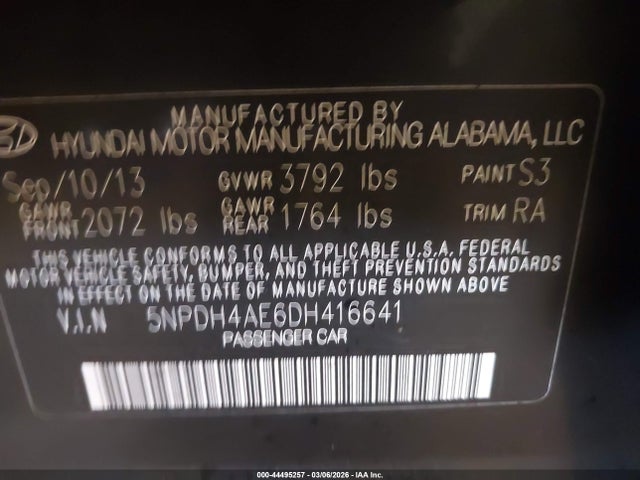 MANUFACTURED BY
HYUNDAI MOTOR MANUFACTURING ALABAMA, LLC
Sep/10/13 GVWR 3792 lbs PAINT S3
GAWR FRONT 2072 lbs GAWR REAR 1764 lbs TRIM RA
THIS VEHICLE CONFORMS TO ALL APPLICABLE U.S.A. FEDERAL
MOTOR VEHICLE SAFETY, BUMPER, AND THEFT PREVENTION STANDARDS
IN EFFECT ON THE DATE OF MANUFACTURE SHOWN ABOVE.
V.I.N 5NPDH4AE6DH416641
PASSENGER CAR
000-44495257 - 03/06/2026 - IAA Inc.